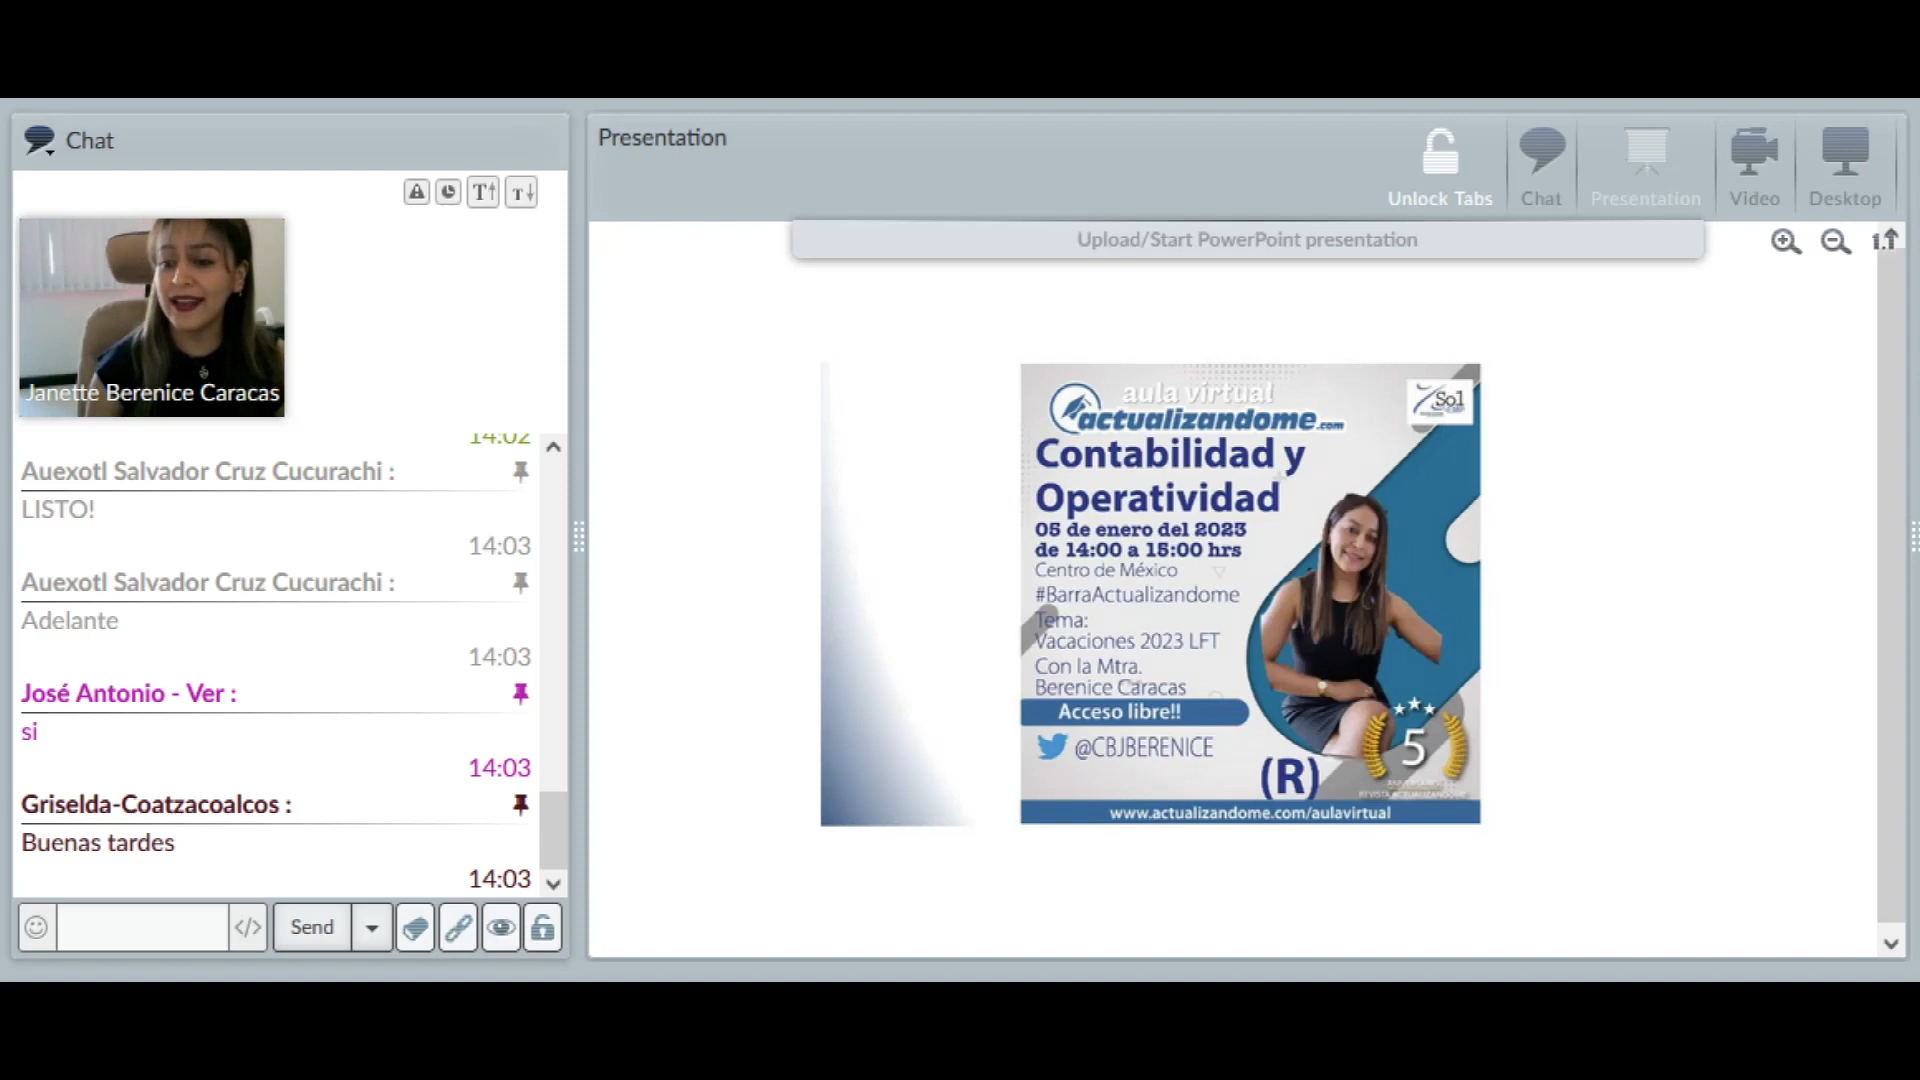 Chat
Janette Berenice Caracas
14:02
Auexotl Salvador Cruz Cucurachi :
LISTO!
14:03
Auexotl Salvador Cruz Cucurachi :
Adelante
14:03
José Antonio - Ver :
si
14:03
Griselda-Coatzacoalcos :
Buenas tardes
14:03
Send
Presentation
Unlock Tabs
Chat
Presentation
Video
Desktop
Upload/Start PowerPoint presentation
aula virtual
actualizandome.com
Sol
Contabilidad y
Operatividad
05 de enero del 2023
de 14:00 a 15:00 hrs
Centro de México
#BarraActualizandome
Tema:
Vacaciones 2023 LFT
Con la Mtra.
Berenice Caracas
Acceso libre!!
@CBJBERENICE
5
(R)
www.actualizandome.com/aulavirtual